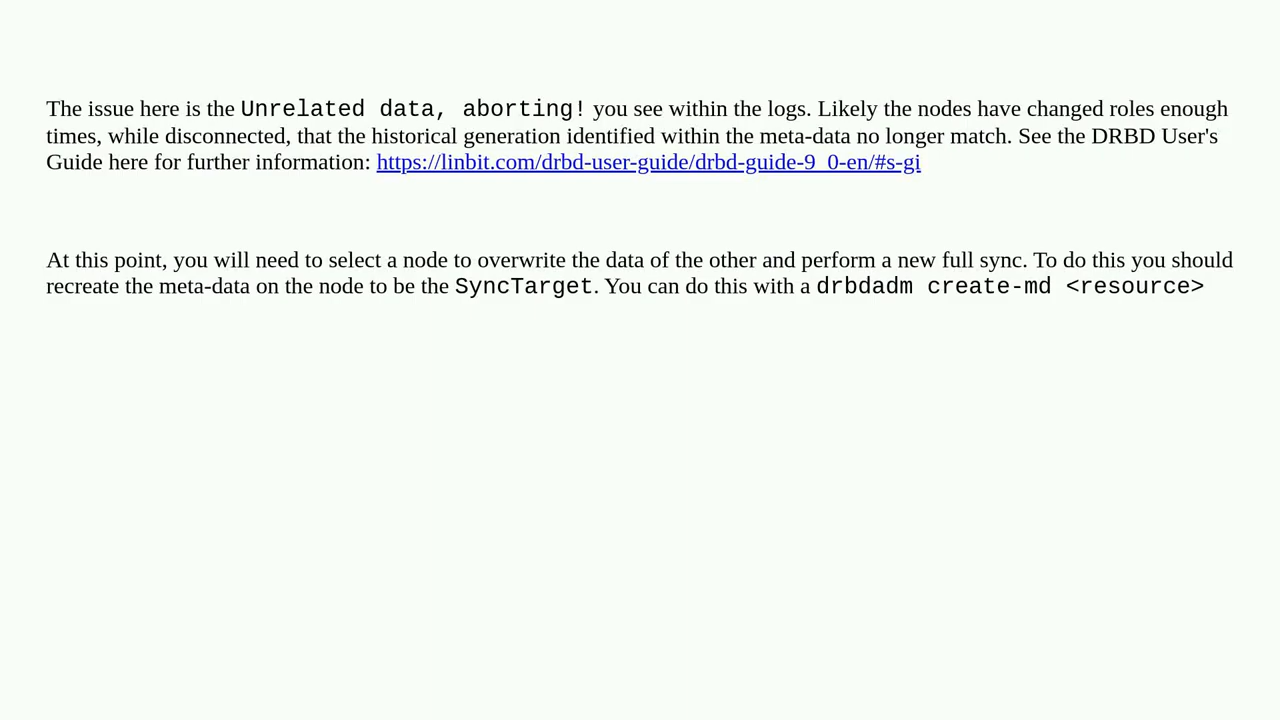 The issue here is the Unrelated data, aborting! you see within the logs. Likely the nodes have changed roles enough
times, while disconnected, that the historical generation identified within the meta-data no longer match. See the DRBD User's
Guide here for further information: https://linbit.com/drbd-user-guide/drbd-guide-9_0-en/#s-gi
At this point, you will need to select a node to overwrite the data of the other and perform a new full sync. To do this you should
recreate the meta-data on the node to be the SyncTarget. You can do this with a drbdadm create-md <resource>